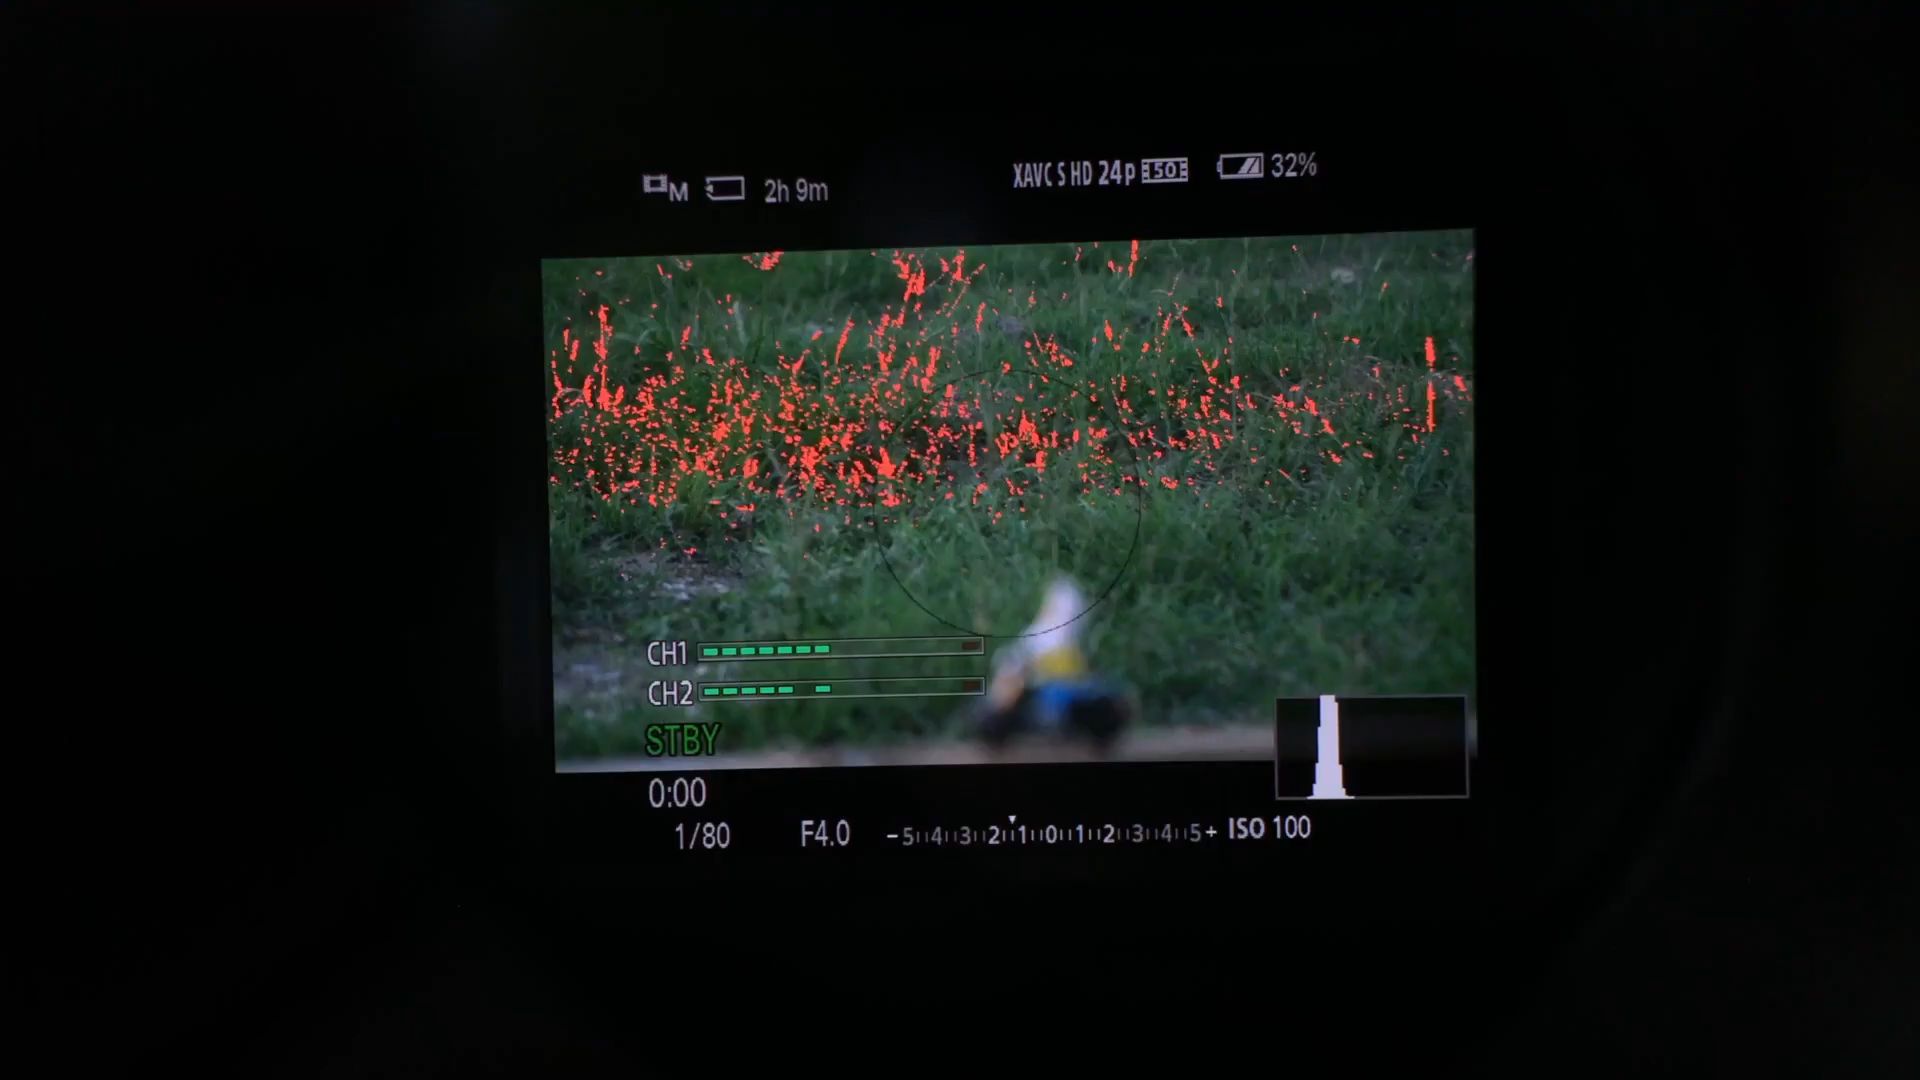 M 2h 9m XAVC S HD 24p 50 32%
CH1
CH2
STBY
0:00
1/80 F4.0 -5 4 3 2 1 0 1 2 3 4 5+ ISO 100